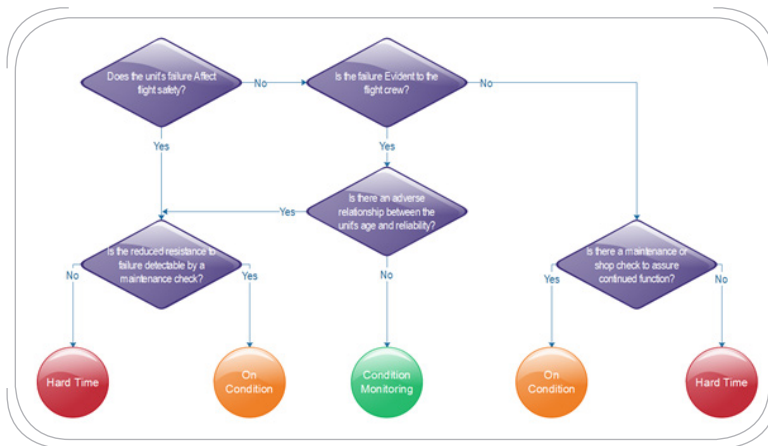 Does the unit's failure Affect
flight safety?
No
Is the failure Evident to the
flight crew?
No
Yes
Yes
Is there an adverse
relationship between the
unit's age and reliability?
Yes
Is the reduced resistance to
failure detectable by a
maintenance check?
Is there a maintenance or
shop check to assure
continued function?
No
Yes
No
Yes
No
Hard Time
On
Condition
Condition
Monitoring
On
Condition
Hard Time